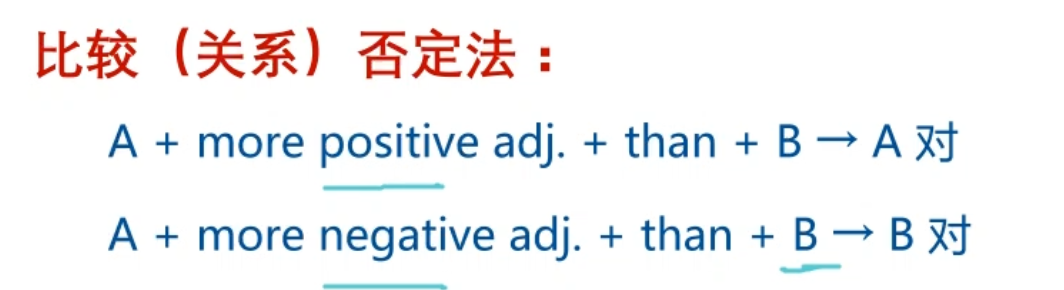 比较（关系）否定法：
A + more positive adj. + than + B → A 对
A + more negative adj. + than + B → B 对